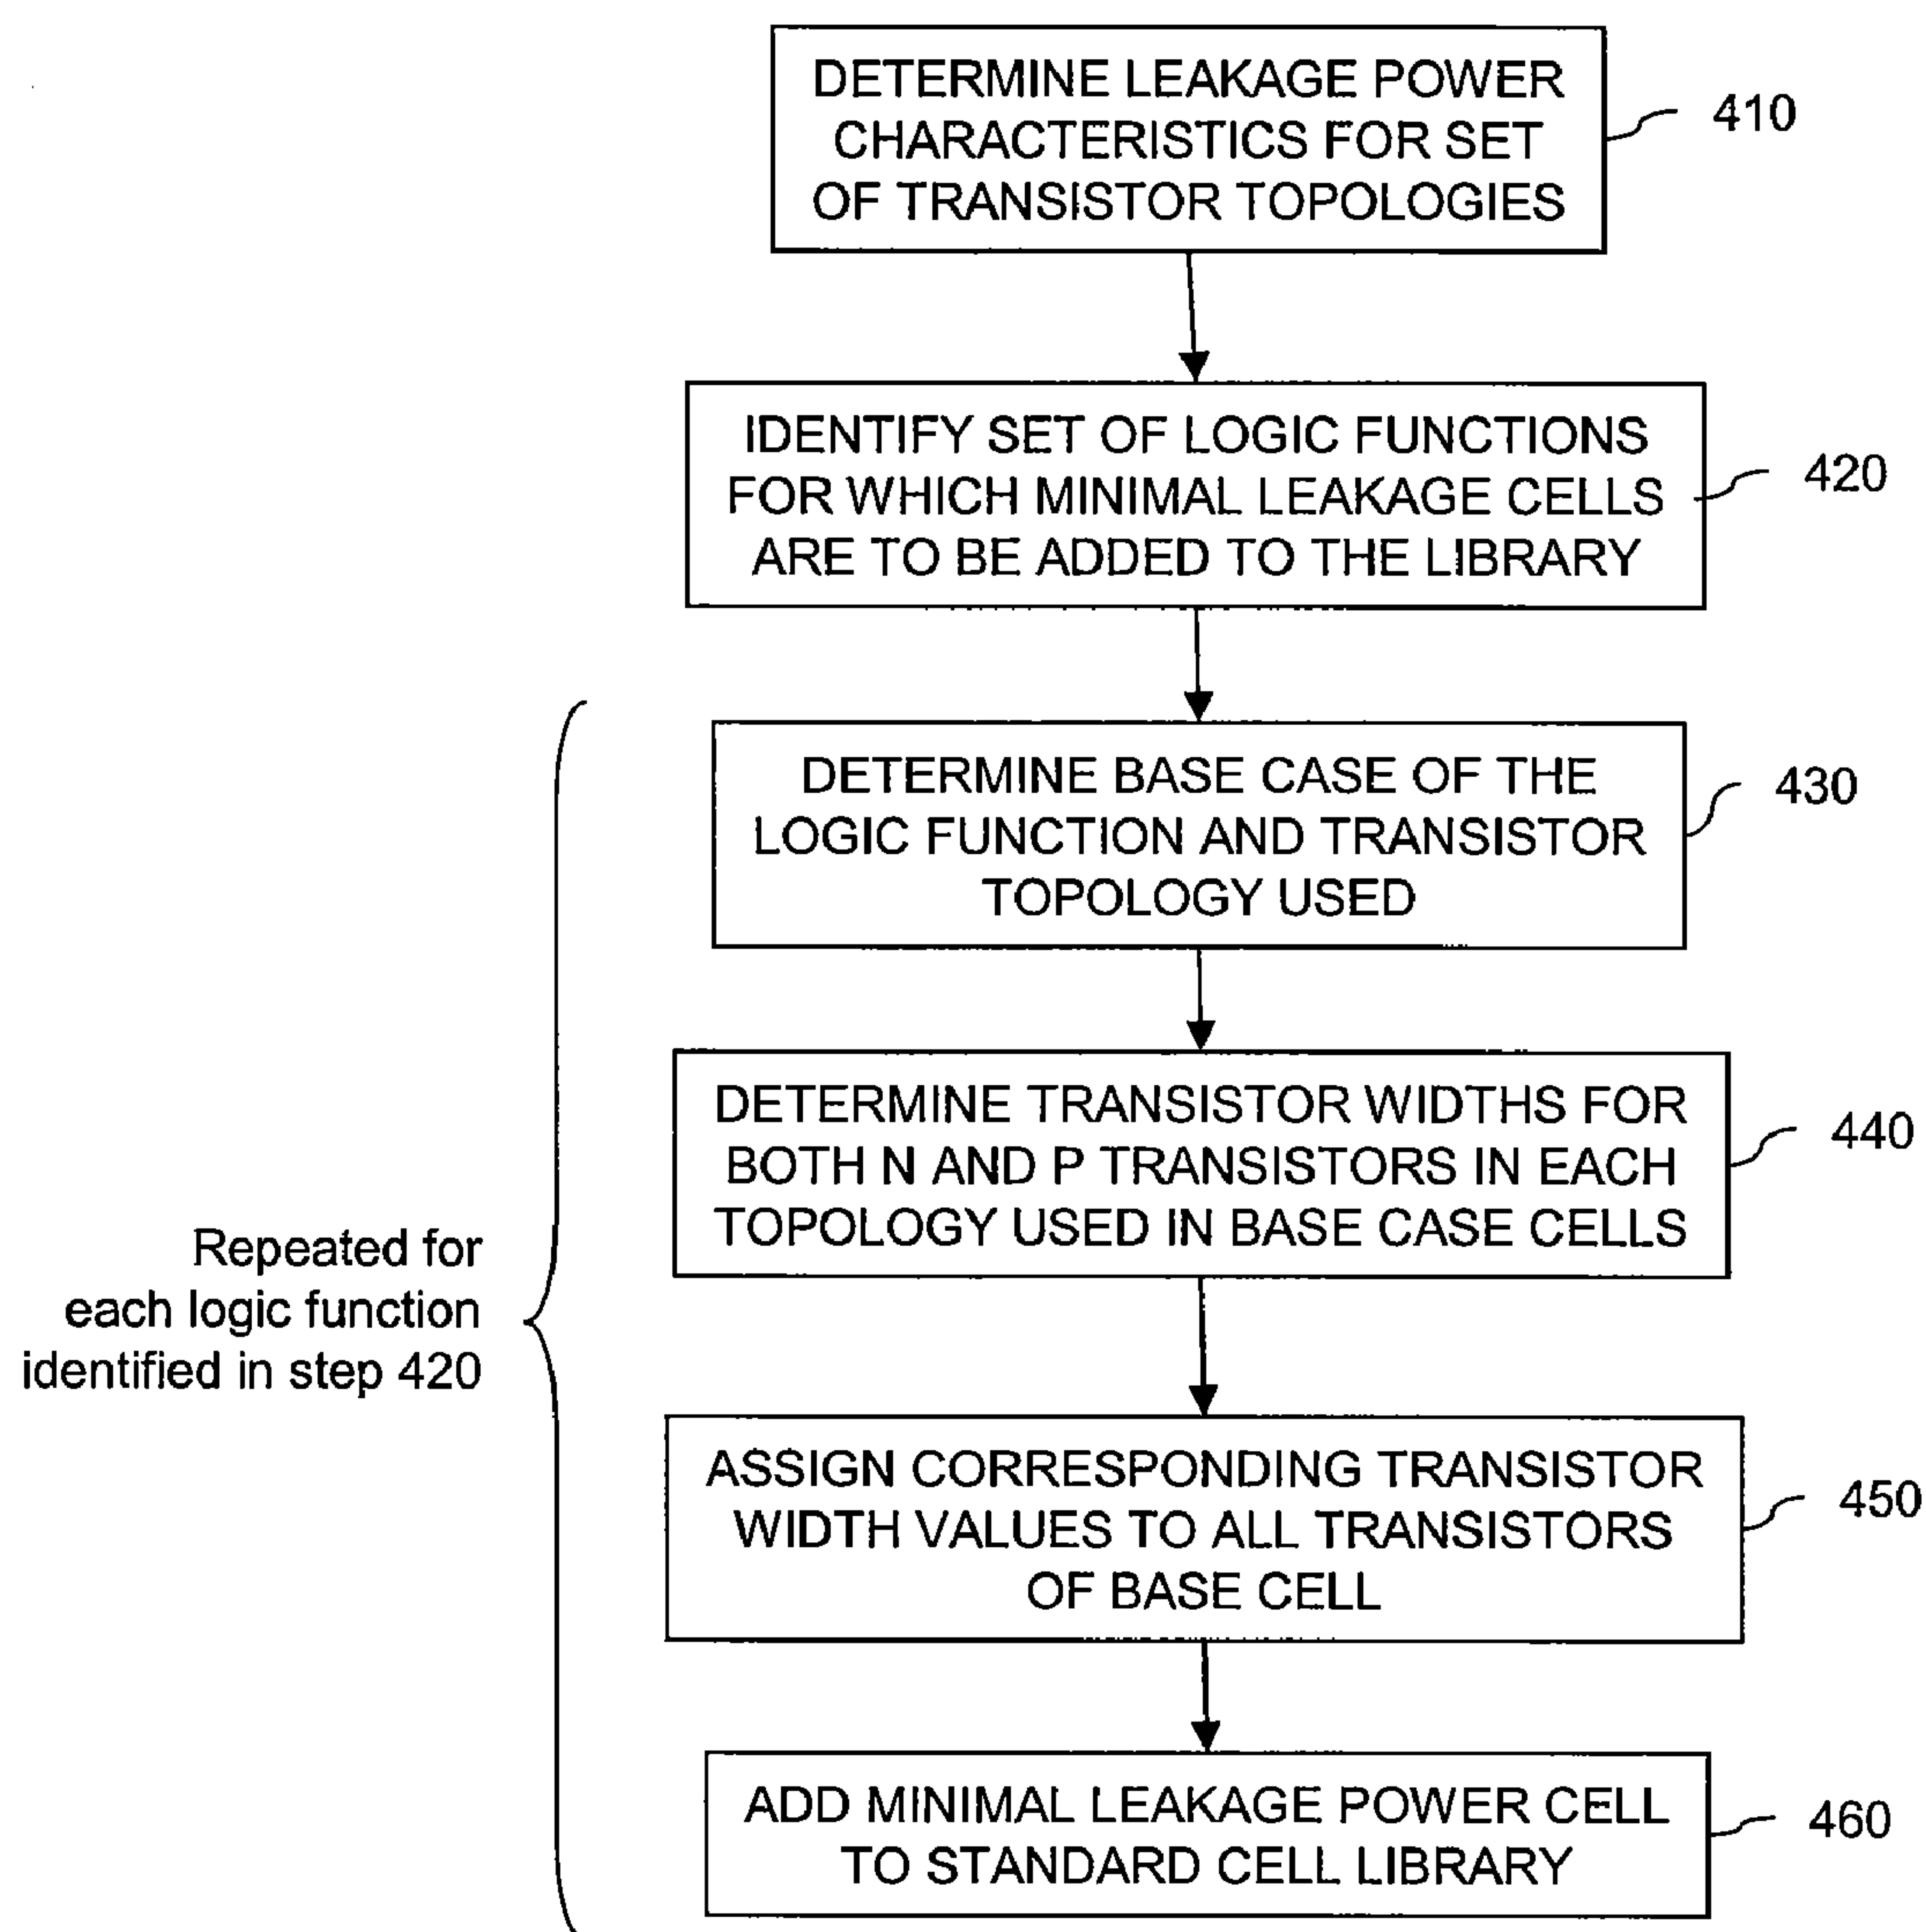 DETERMINE LEAKAGE POWER
CHARACTERISTICS FOR SET
OF TRANSISTOR TOPOLOGIES
410
IDENTIFY SET OF LOGIC FUNCTIONS
FOR WHICH MINIMAL LEAKAGE CELLS
ARE TO BE ADDED TO THE LIBRARY
420
DETERMINE BASE CASE OF THE
LOGIC FUNCTION AND TRANSISTOR
TOPOLOGY USED
430
DETERMINE TRANSISTOR WIDTHS FOR
BOTH N AND P TRANSISTORS IN EACH
TOPOLOGY USED IN BASE CASE CELLS
440
Repeated for
each logic function
identified in step 420
ASSIGN CORRESPONDING TRANSISTOR
WIDTH VALUES TO ALL TRANSISTORS
OF BASE CELL
450
ADD MINIMAL LEAKAGE POWER CELL
TO STANDARD CELL LIBRARY
460